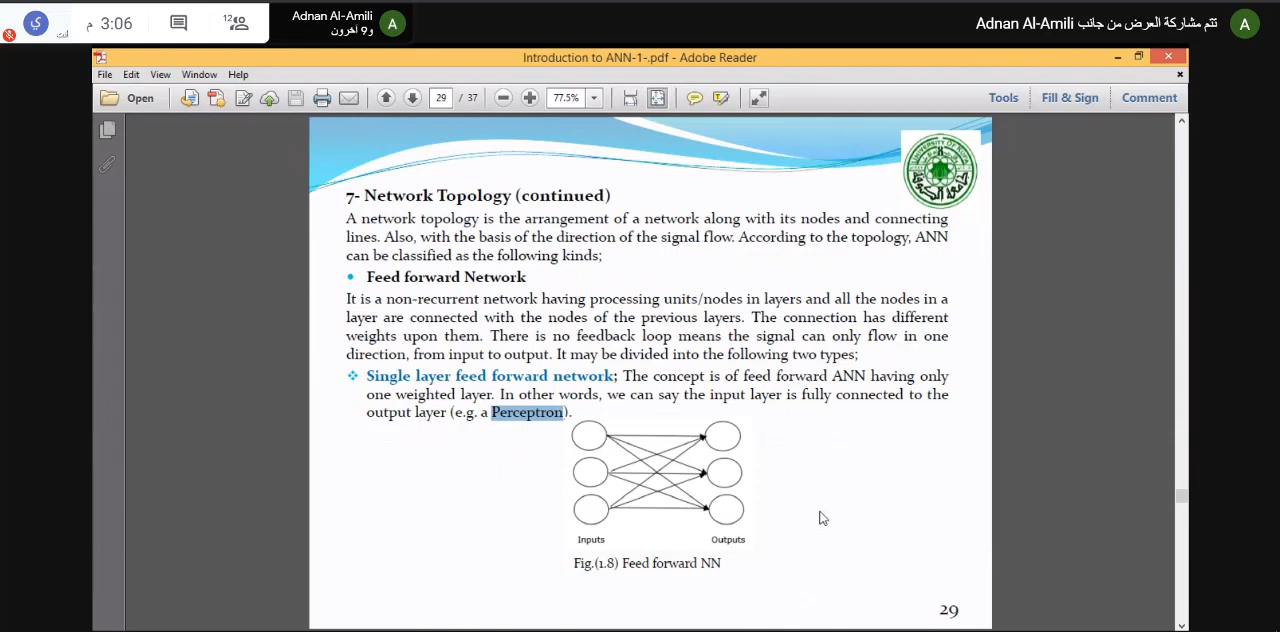 ي
أنت
3:06 م
12
Adnan Al-Amili
و9 آخرون
A
تتم مشاركة العرض من جانب Adnan Al-Amili
A
Introduction to ANN-1-.pdf - Adobe Reader
File Edit View Window Help
Open
29 / 37
77.5%
Tools
Fill & Sign
Comment
UNIVERSITY OF KUFA
جامعة الكوفة
7- Network Topology (continued)
A network topology is the arrangement of a network along with its nodes and connecting
lines. Also, with the basis of the direction of the signal flow. According to the topology, ANN
can be classified as the following kinds;
• Feed forward Network
It is a non-recurrent network having processing units/nodes in layers and all the nodes in a
layer are connected with the nodes of the previous layers. The connection has different
weights upon them. There is no feedback loop means the signal can only flow in one
direction, from input to output. It may be divided into the following two types;
❖ Single layer feed forward network; The concept is of feed forward ANN having only
one weighted layer. In other words, we can say the input layer is fully connected to the
output layer (e.g. a Perceptron).
Inputs
Outputs
Fig.(1.8) Feed forward NN
29